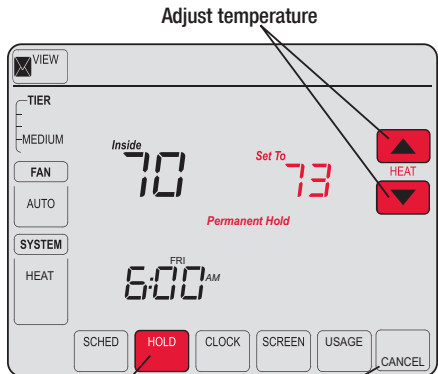 Adjust temperature
VIEW
TIER
MEDIUM
FAN
AUTO
SYSTEM
HEAT
Inside
70
Set To
73
HEAT
Permanent Hold
FRI
6:00 AM
SCHED
HOLD
CLOCK
SCREEN
USAGE
CANCEL